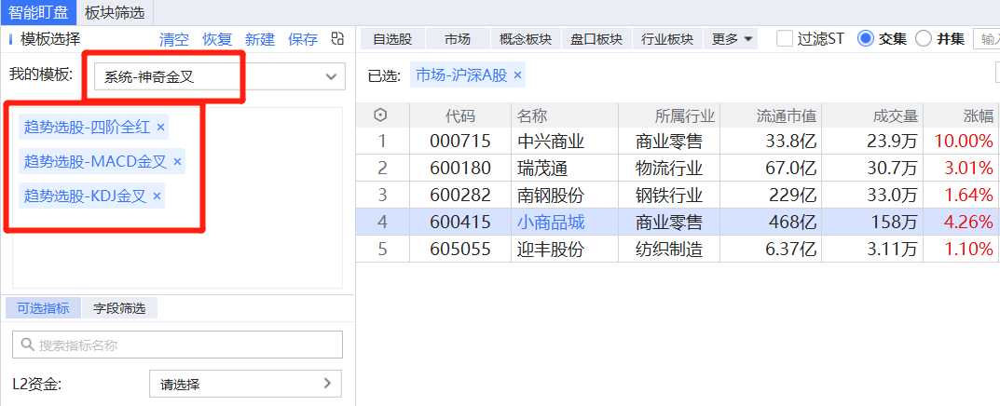 智能盯盘 板块筛选
模板选择 清空 恢复 新建 保存
我的模板: 系统-神奇金叉
趋势选股-四阶全红 ×
趋势选股-MACD金叉 ×
趋势选股-KDJ金叉 ×
可选指标 字段筛选
搜索指标名称
L2资金: 请选择
自选股 市场 概念板块 盘口板块 行业板块 更多 过滤ST 交集 并集
已选: 市场-沪深A股 ×
代码 名称 所属行业 流通市值 成交量 涨幅
1 000715 中兴商业 商业零售 33.8亿 23.9万 10.00%
2 600180 瑞茂通 物流行业 67.0亿 30.7万 3.01%
3 600282 南钢股份 钢铁行业 229亿 33.0万 1.64%
4 600415 小商品城 商业零售 468亿 158万 4.26%
5 605055 迎丰股份 纺织制造 6.37亿 3.11万 1.10%